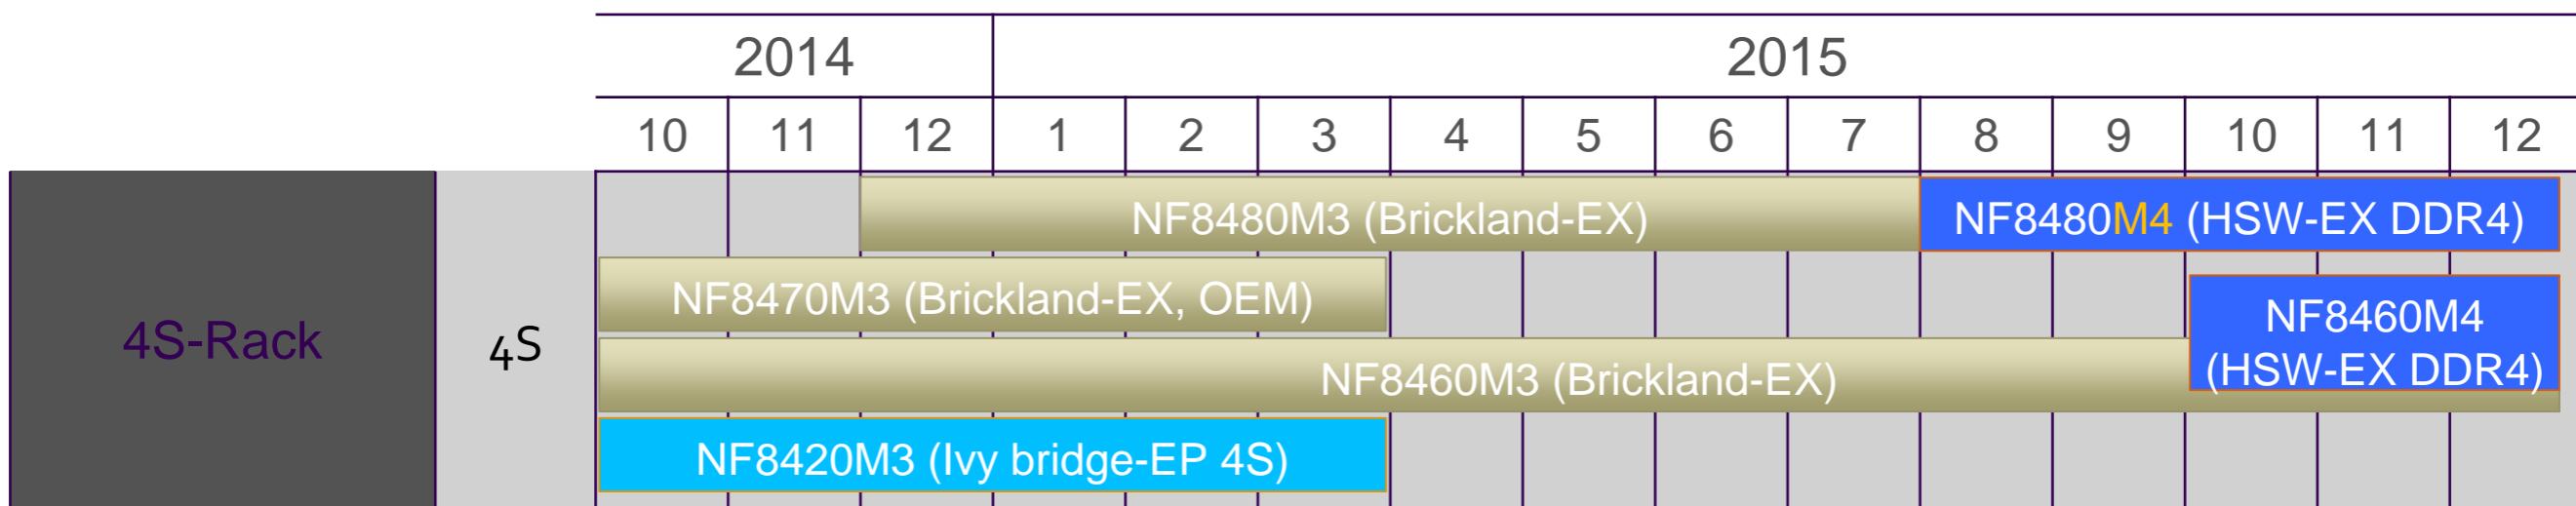 2014 2015
10 11 12 1 2 3 4 5 6 7 8 9 10 11 12
4S-Rack
4S
NF8480M3 (Brickland-EX)
NF8480M4 (HSW-EX DDR4)
NF8470M3 (Brickland-EX, OEM)
NF8460M4
(HSW-EX DDR4)
NF8460M3 (Brickland-EX)
NF8420M3 (Ivy bridge-EP 4S)